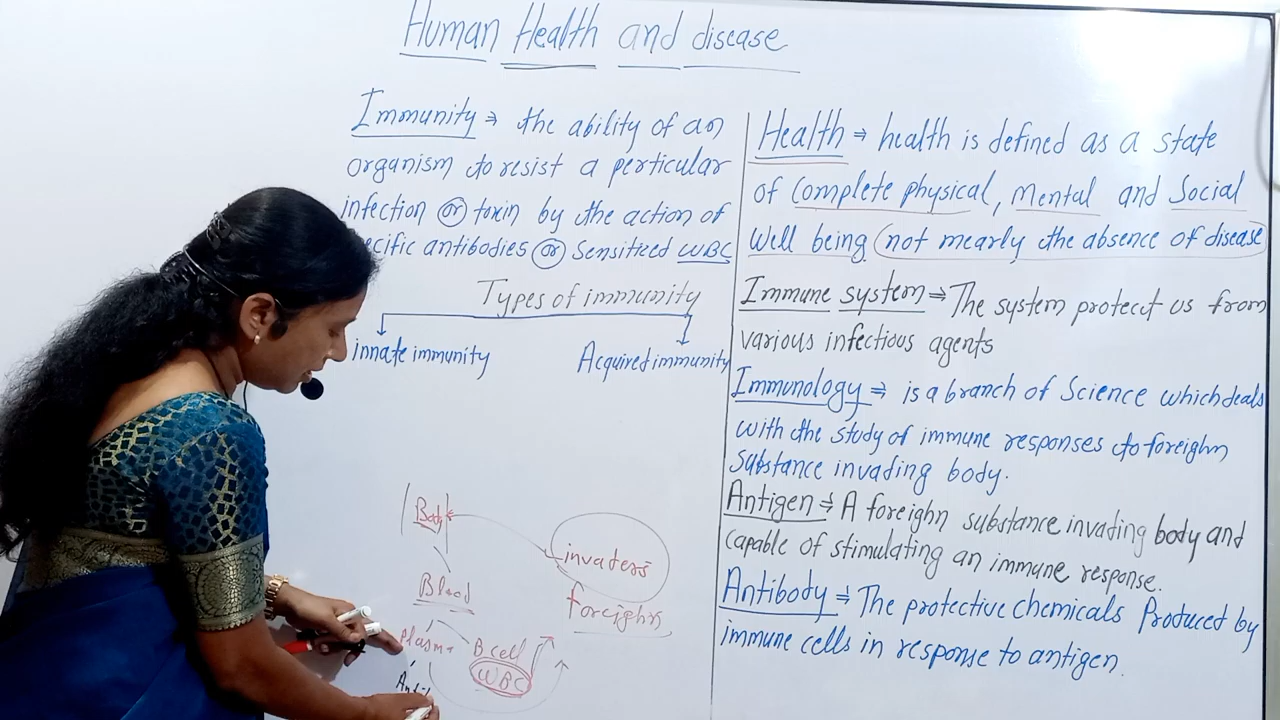 Human Health and disease
Immunity ⇒ the ability of an
organism to resist a perticular
infection or toxin by the action of
ecific antibodies or Sensitized WBC
Types of immunity
innate immunity
Acquired immunity
Body
invaters
Blood
foreighns
Plasma
B cell
WBC
Health ⇒ health is defined as a state
of Complete physical, Mental and Social
Well being (not mearly the absence of disease)
Immune system ⇒ The system protect us from
various infectious agents
Immunology ⇒ is a branch of Science which deals
with the study of immune responses to foreighn
substance invading body.
Antigen ⇒ A foreighn substance invading body and
capable of stimulating an immune response.
Antibody ⇒ The protective chemicals Produced by
immune cells in response to antigen.